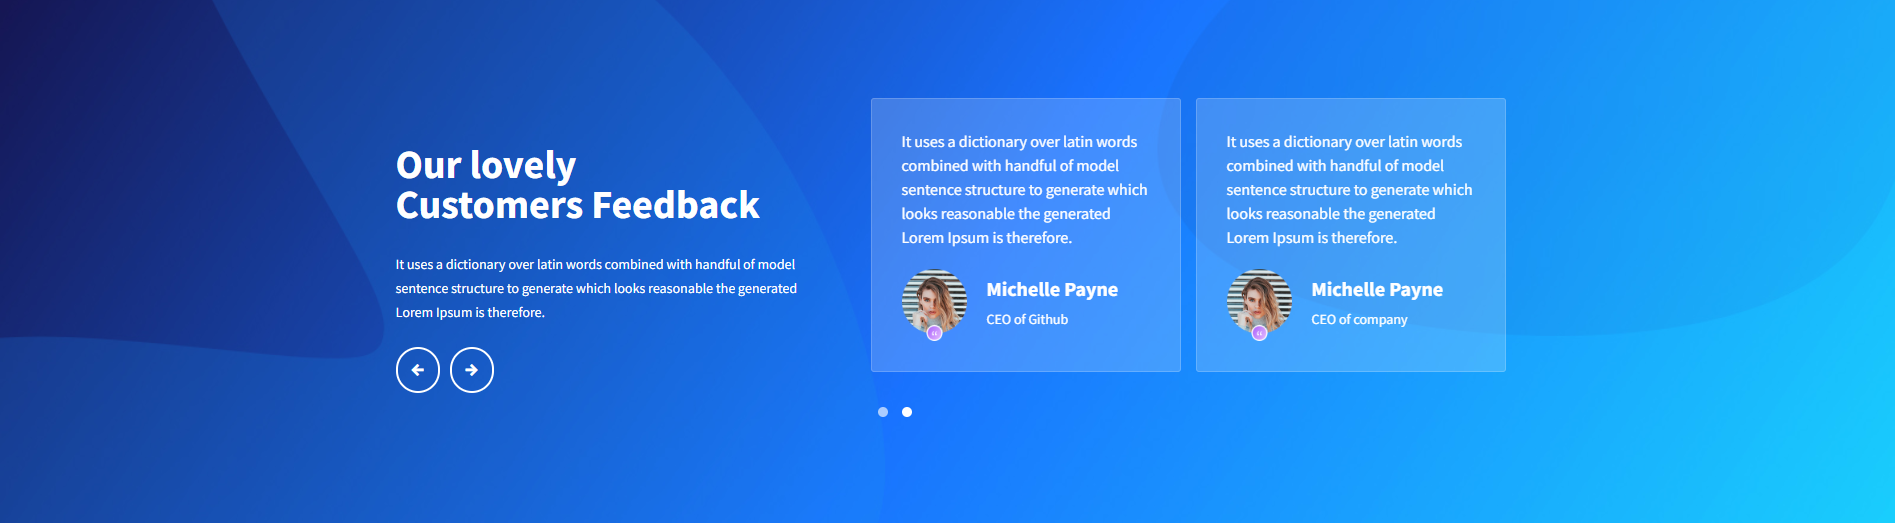 Our lovely
Customers Feedback
It uses a dictionary over latin words combined with handful of model
sentence structure to generate which looks reasonable the generated
Lorem Ipsum is therefore.
It uses a dictionary over latin words
combined with handful of model
sentence structure to generate which
looks reasonable the generated
Lorem Ipsum is therefore.
Michelle Payne
CEO of Github
It uses a dictionary over latin words
combined with handful of model
sentence structure to generate which
looks reasonable the generated
Lorem Ipsum is therefore.
Michelle Payne
CEO of company